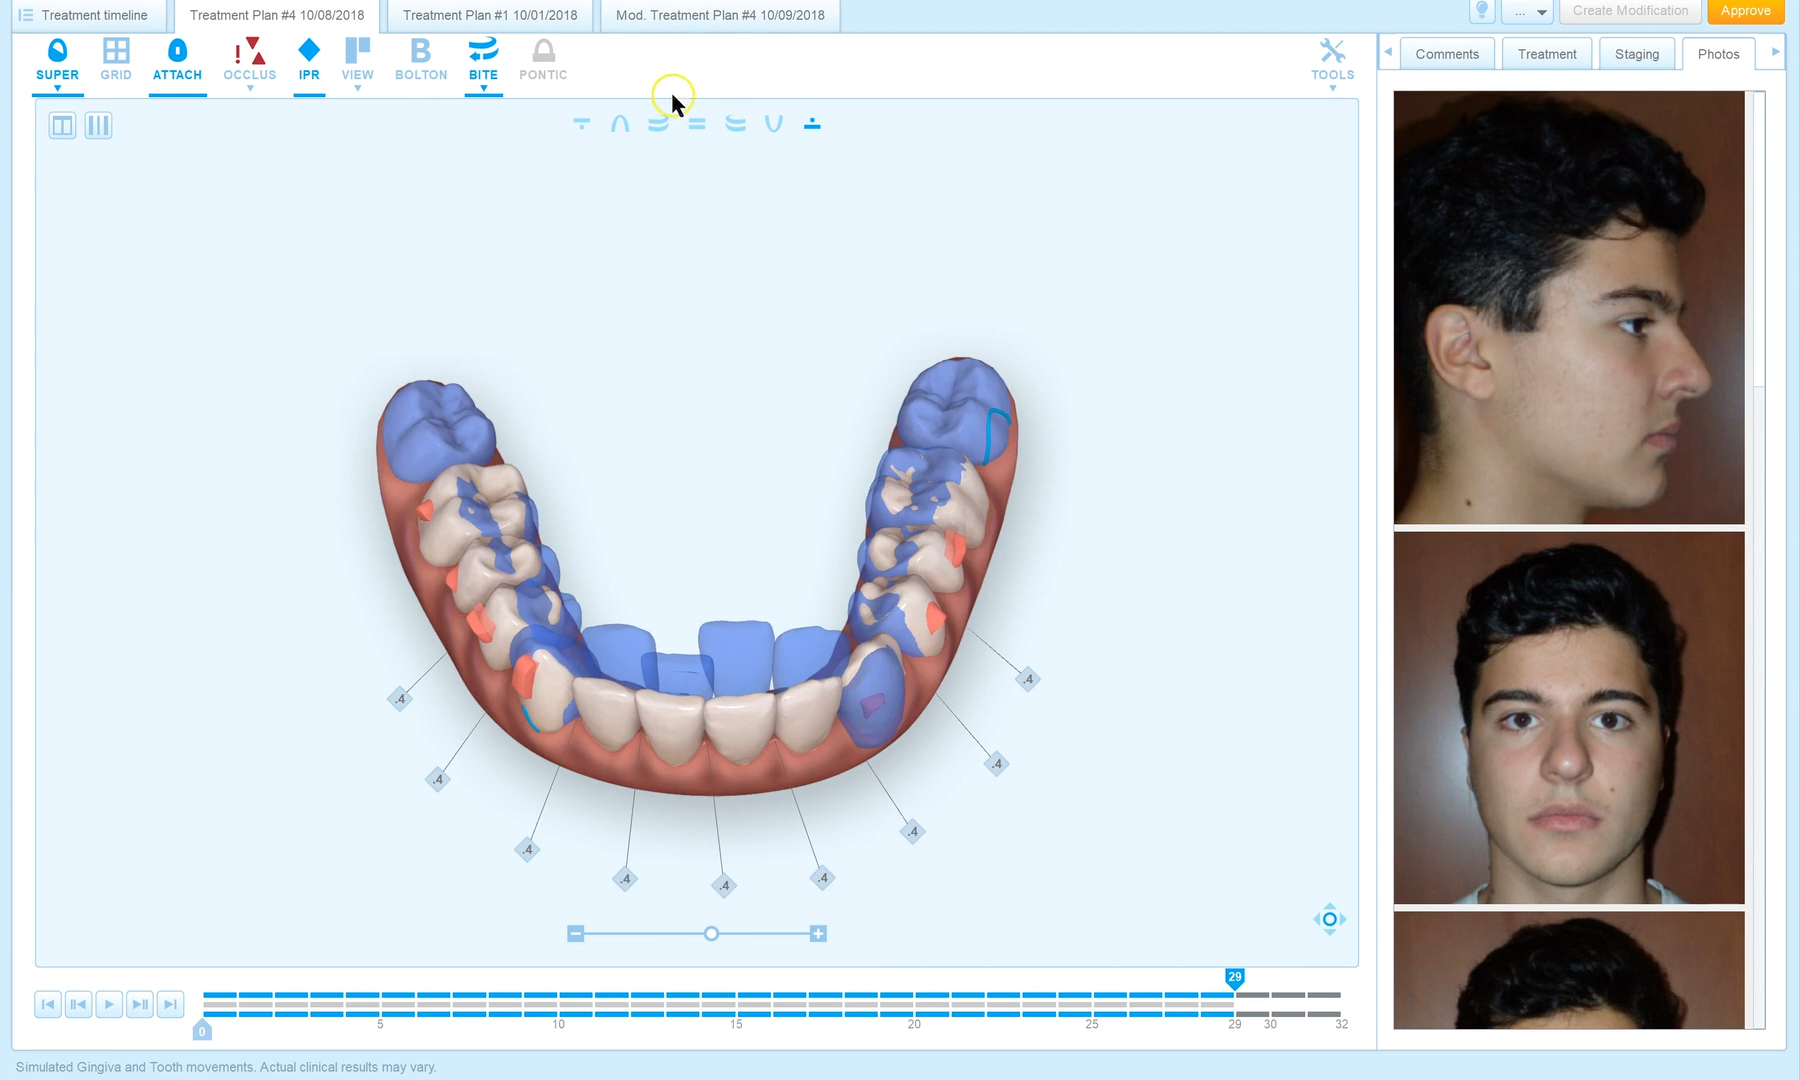 Treatment timeline
Treatment Plan #4 10/08/2018
Treatment Plan #1 10/01/2018
Mod. Treatment Plan #4 10/09/2018
...
Create Modification
Approve
SUPER
GRID
ATTACH
OCCLUS
IPR
VIEW
B
BOLTON
BITE
PONTIC
TOOLS
Comments
Treatment
Staging
Photos
.4
.4
.4
.4
.4
.4
.4
.4
.4
29
0
5
10
15
20
25
29
30
32
Simulated Gingiva and Tooth movements. Actual clinical results may vary.